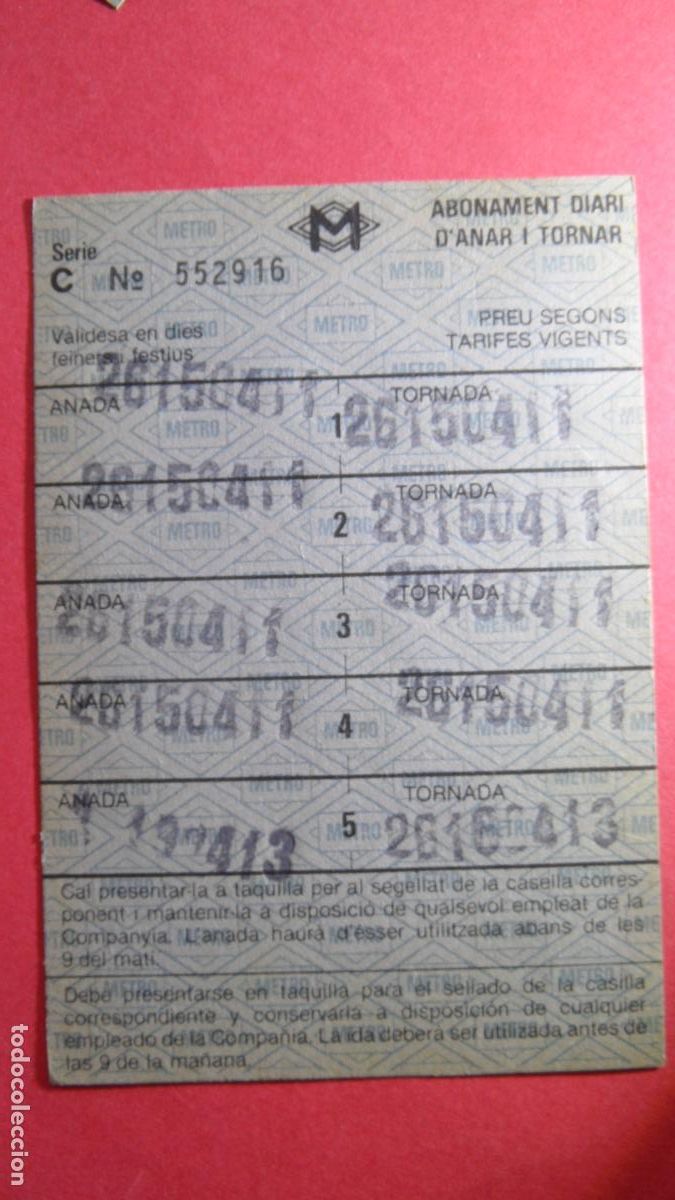 M
ABONAMENT DIARI
D'ANAR I TORNAR
Serie
C Nº 552916
Validesa en dies
feiners u festius
PREU SEGONS
TARIFES VIGENTS
ANADA 26150411 1 TORNADA 26150411
ANADA 26150411 2 TORNADA 26150411
ANADA 26150411 3 TORNADA 26150411
ANADA 26150411 4 TORNADA 26150411
ANADA 413 5 TORNADA 413
Cal presentar-la a taquilla per al segellat de la casella corres-
ponent i mantenir-la a disposició de qualsevol empleat de la
Companyia. L'anada haurà d'ésser utilitzada abans de les
9 del matí.
Debe presentarse en taquilla para el sellado de la casilla
correspondiente y conservarla a disposición de cualquier
empleado de la Compañía. La ida deberá ser utilizada antes de
las 9 de la mañana.
METRO
todocoleccion